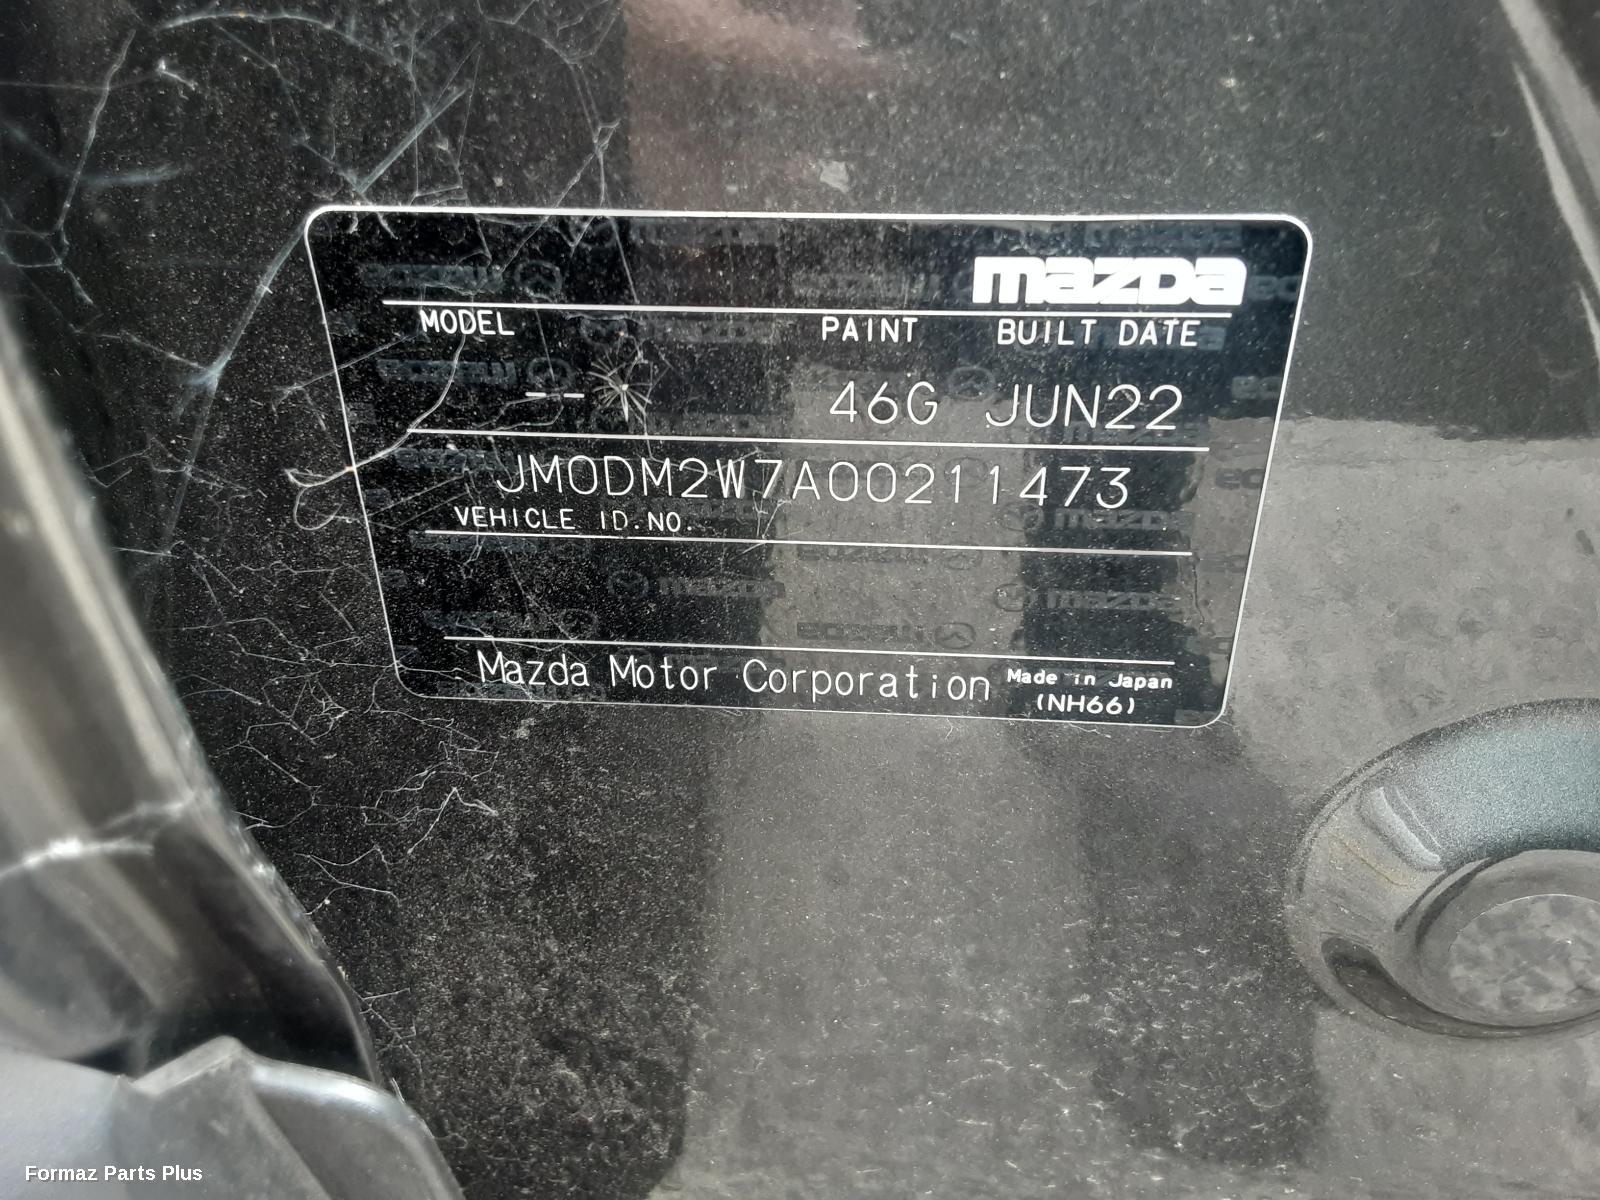 mazda
MODEL PAINT BUILT DATE
-- 46G JUN22
JM0DM2W7A00211473
VEHICLE ID.NO.
Mazda Motor Corporation Made in Japan
(NH66)
Formaz Parts Plus